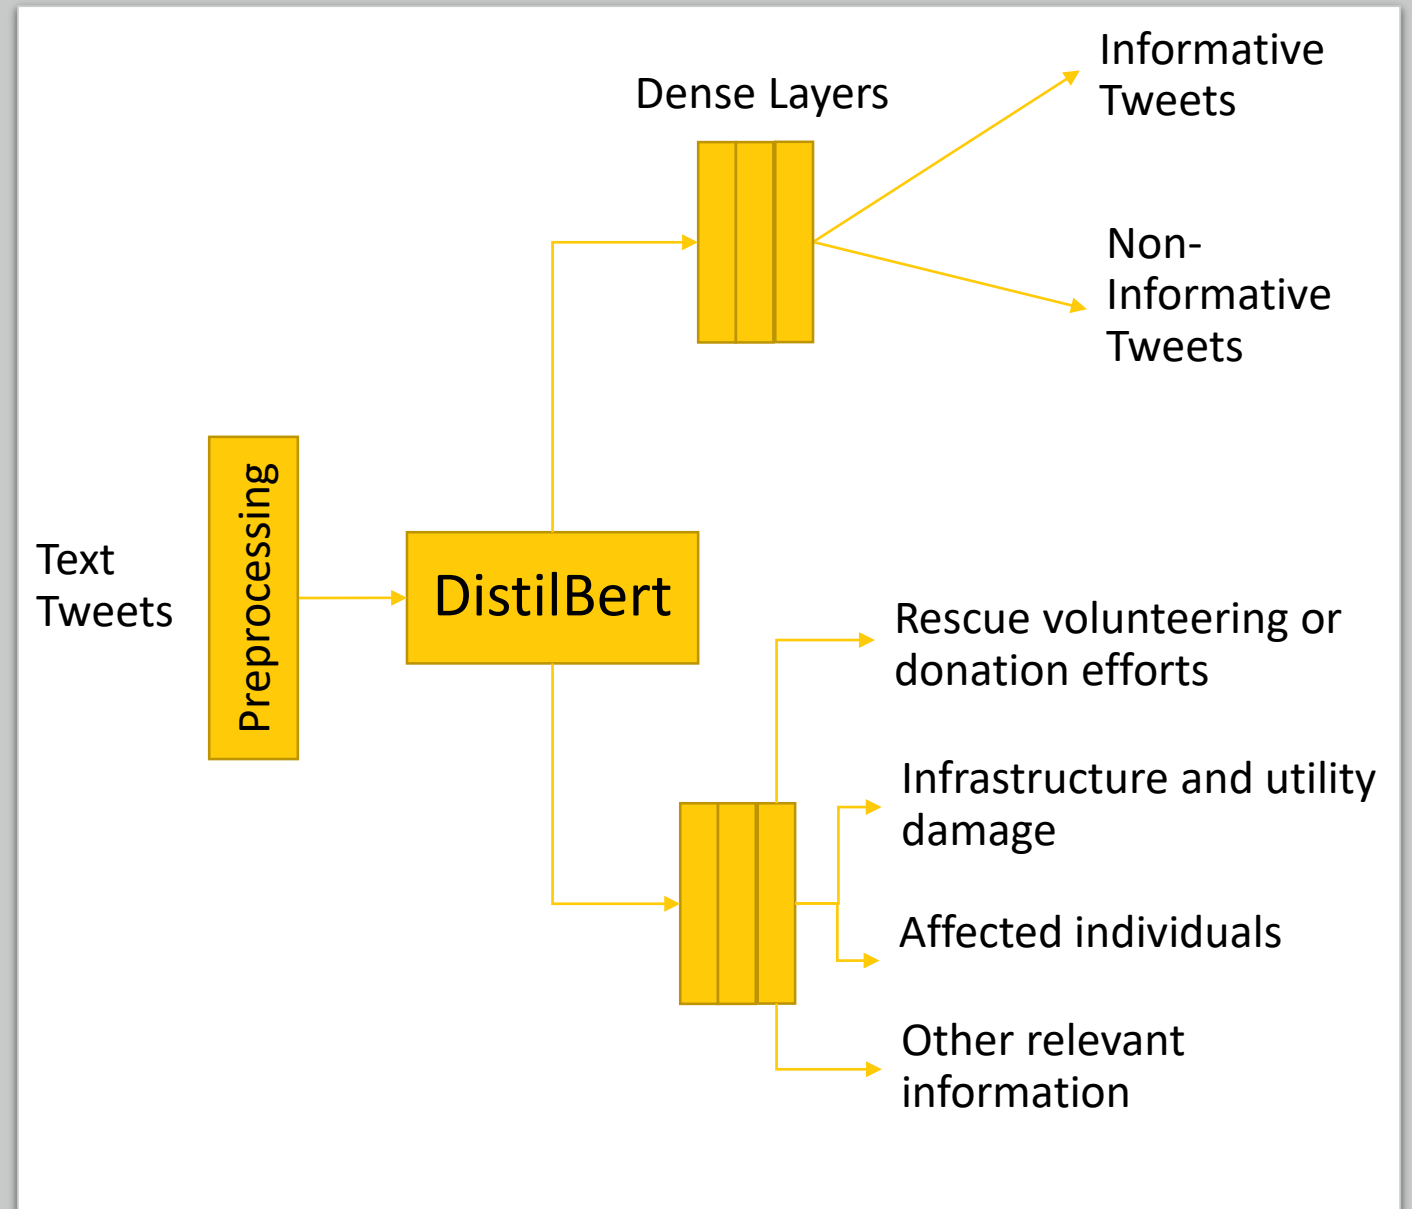 Dense Layers
Informative
Tweets
Non-
Informative
Tweets
Text
Tweets
Preprocessing
DistilBert
Rescue volunteering or
donation efforts
Infrastructure and utility
damage
Affected individuals
Other relevant
information